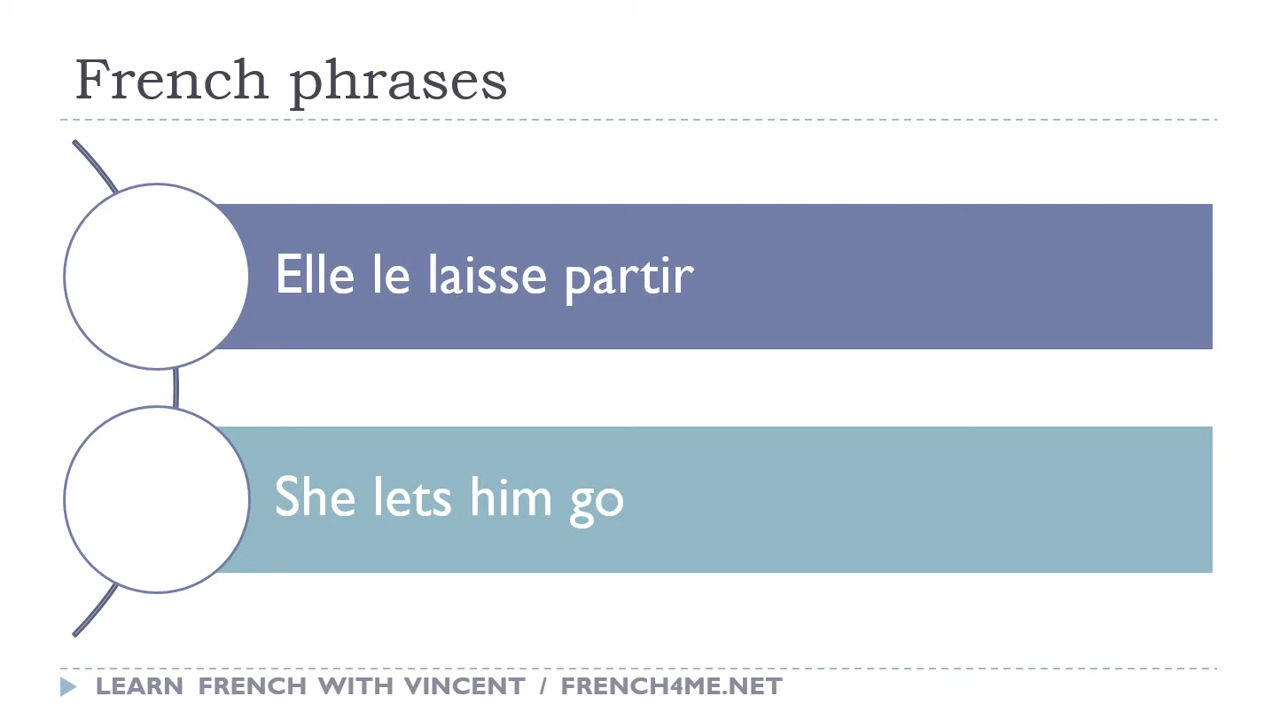 French phrases
Elle le laisse partir
She lets him go
LEARN FRENCH WITH VINCENT / FRENCH4ME.NET